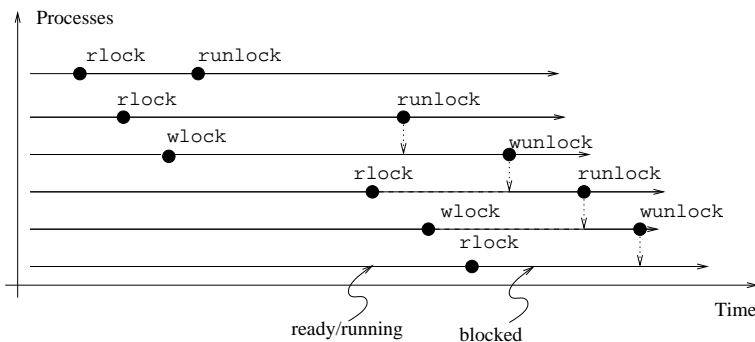 Processes
rlock runlock
rlock runlock
wlock wunlock
rlock runlock
wlock wunlock
rlock
Time
ready/running blocked